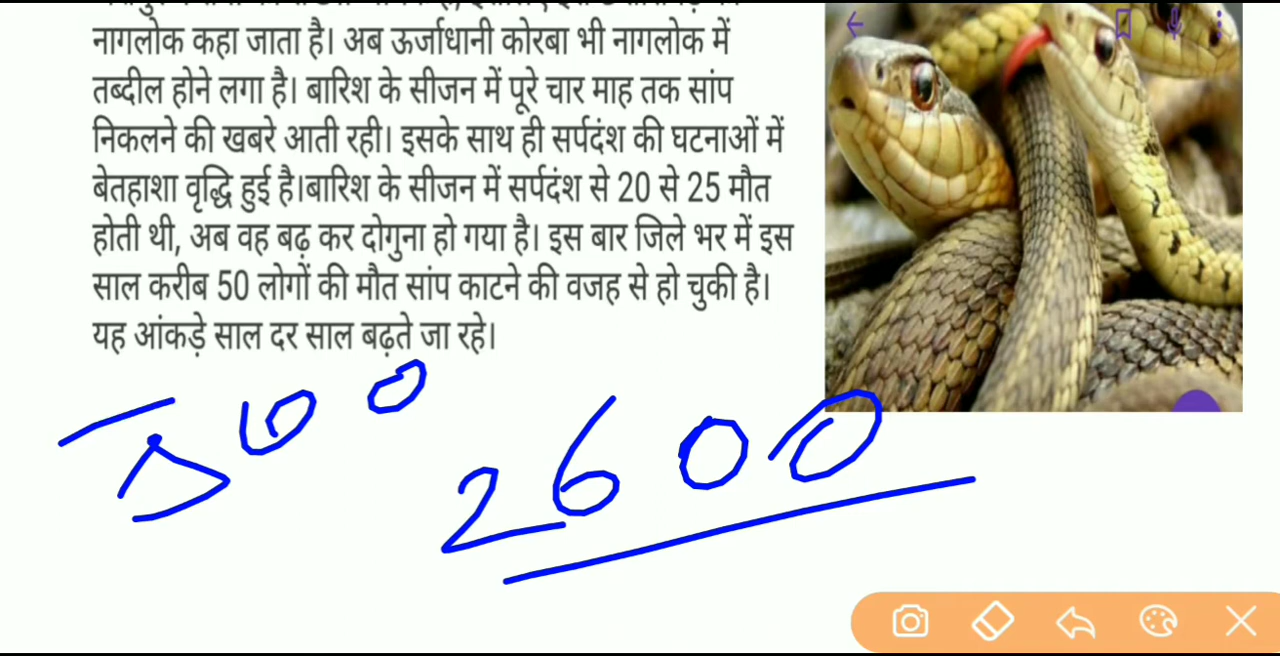 नागलोक कहा जाता है। अब ऊर्जाधानी कोरबा भी नागलोक में
तब्दील होने लगा है। बारिश के सीजन में पूरे चार माह तक सांप
निकलने की खबरे आती रही। इसके साथ ही सर्पदंश की घटनाओं में
बेतहाशा वृद्धि हुई है।बारिश के सीजन में सर्पदंश से 20 से 25 मौत
होती थी, अब वह बढ़ कर दोगुना हो गया है। इस बार जिले भर में इस
साल करीब 50 लोगों की मौत सांप काटने की वजह से हो चुकी है।
यह आंकड़े साल दर साल बढ़ते जा रहे।
500
2600